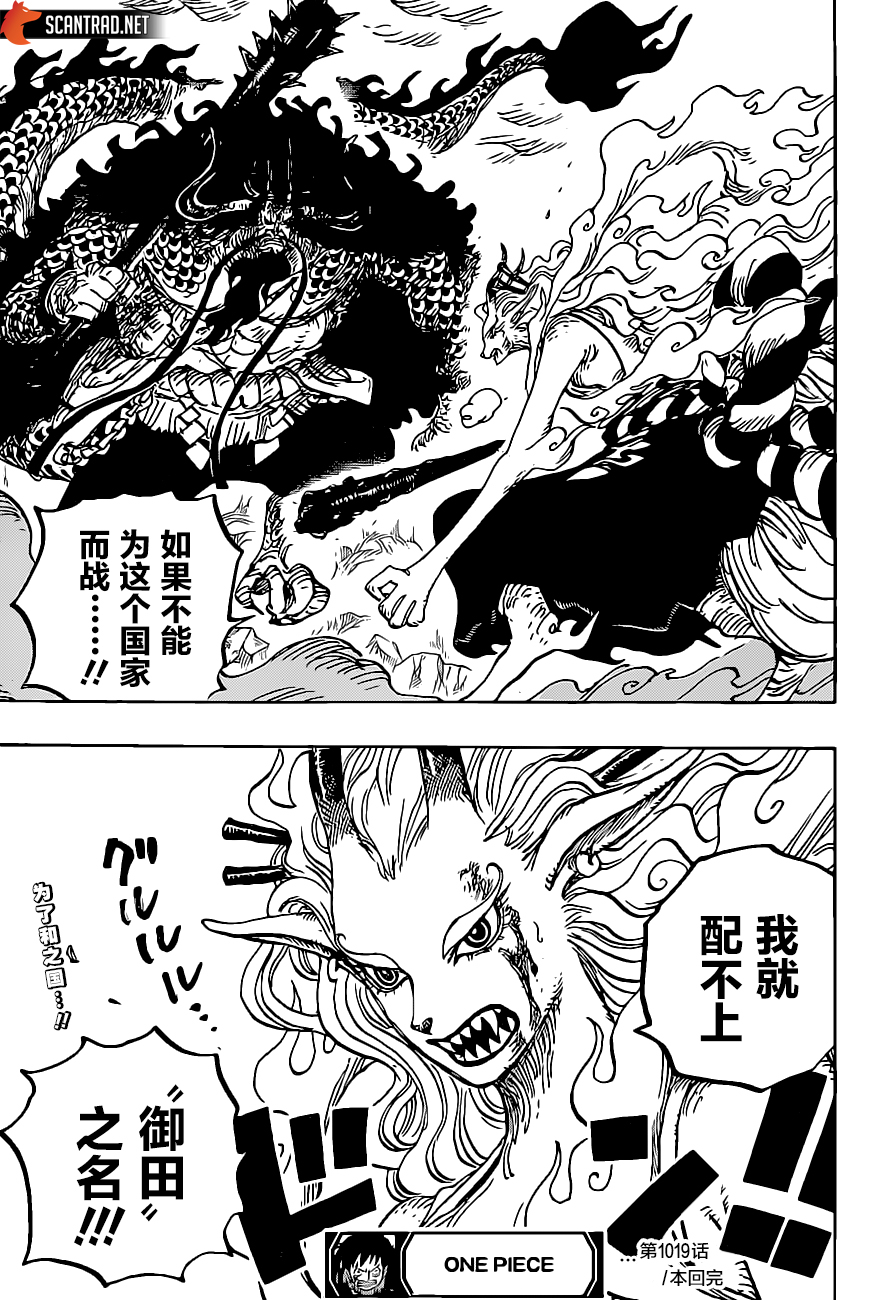 SCANTRAD.NET
如果不能
为这个国家
而战……!!
我就
配不上
グルルルル…
为了和之国…!!
〝御田〟
之名!!!
ドン!!
ONE PIECE
…第1019话
/本回完